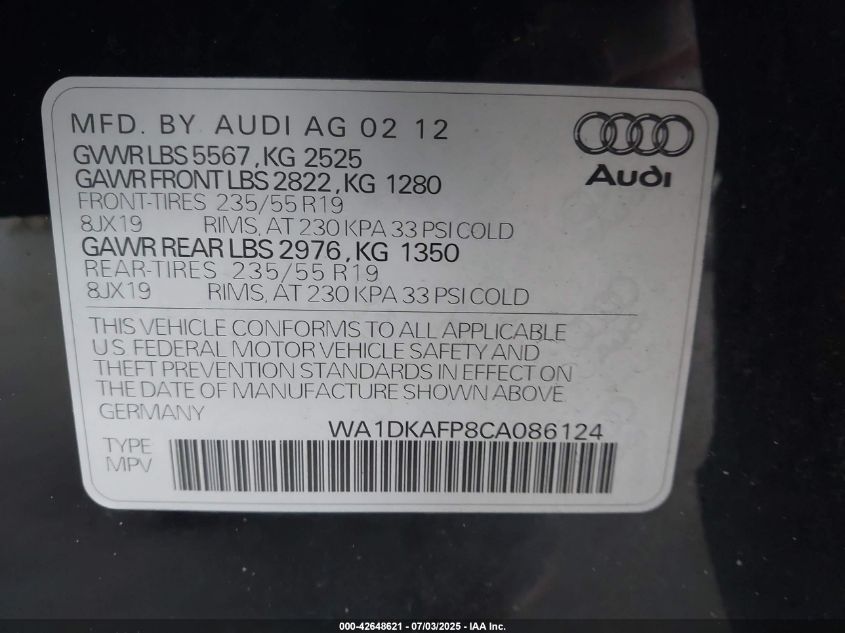 MFD. BY AUDI AG 02 12
GVWR LBS 5567, KG 2525
GAWR FRONT LBS 2822, KG 1280
FRONT-TIRES 235/55 R19
8JX19 RIMS, AT 230 KPA 33 PSI COLD
GAWR REAR LBS 2976, KG 1350
REAR-TIRES 235/55 R19
8JX19 RIMS, AT 230 KPA 33 PSI COLD
Audi
THIS VEHICLE CONFORMS TO ALL APPLICABLE
U.S. FEDERAL MOTOR VEHICLE SAFETY AND
THEFT PREVENTION STANDARDS IN EFFECT ON
THE DATE OF MANUFACTURE SHOWN ABOVE
GERMANY
WA1DKAFP8CA086124
TYPE
MPV
000-42648621 - 07/03/2025 - IAA Inc.